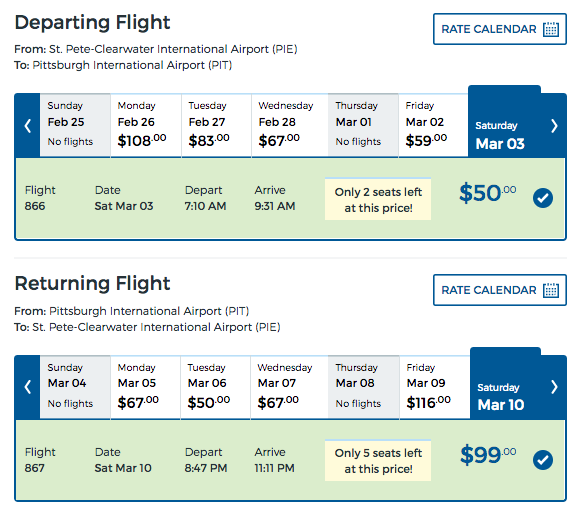 Departing Flight
RATE CALENDAR
From: St. Pete-Clearwater International Airport (PIE)
To: Pittsburgh International Airport (PIT)
Sunday Monday Tuesday Wednesday Thursday Friday Saturday
Feb 25 Feb 26 Feb 27 Feb 28 Mar 01 Mar 02 Mar 03
No flights $108.00 $83.00 $67.00 No flights $59.00
Flight Date Depart Arrive Only 2 seats left $50.00
866 Sat Mar 03 7:10 AM 9:31 AM at this price!
Returning Flight
RATE CALENDAR
From: Pittsburgh International Airport (PIT)
To: St. Pete-Clearwater International Airport (PIE)
Sunday Monday Tuesday Wednesday Thursday Friday Saturday
Mar 04 Mar 05 Mar 06 Mar 07 Mar 08 Mar 09 Mar 10
No flights $67.00 $50.00 $67.00 No flights $116.00
Flight Date Depart Arrive Only 5 seats left $99.00
867 Sat Mar 10 8:47 PM 11:11 PM at this price!